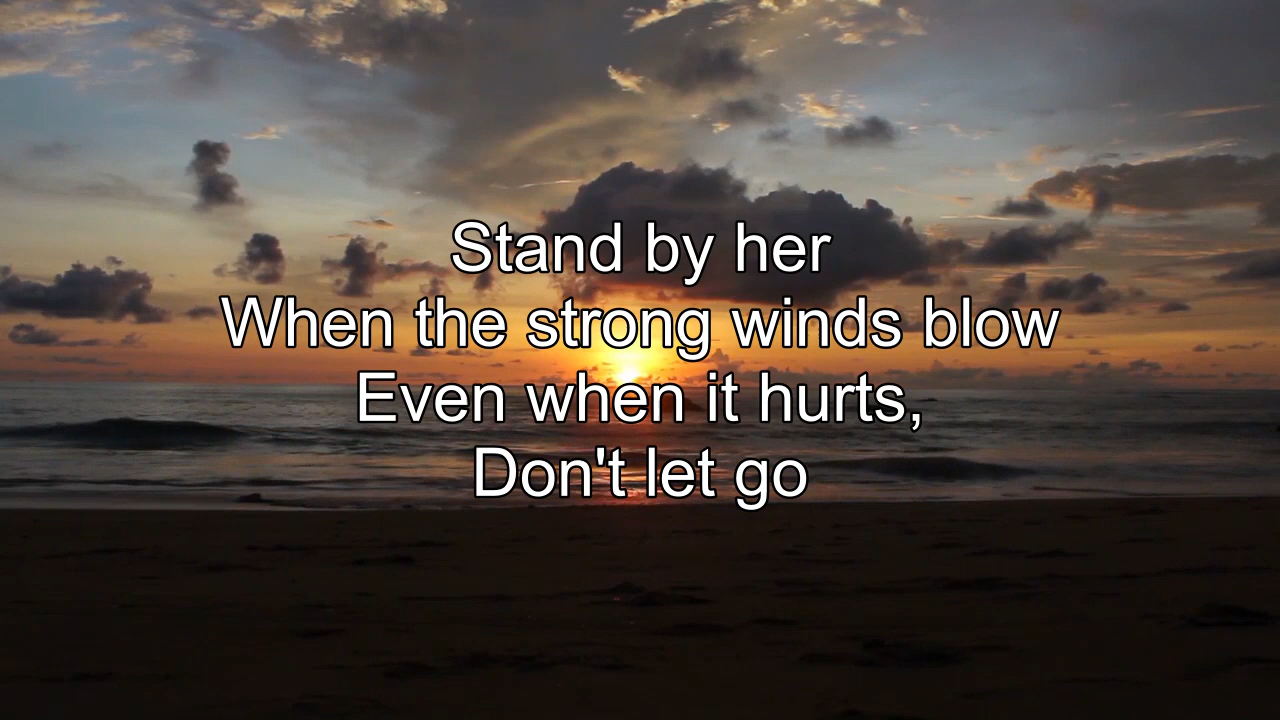 Stand by her
When the strong winds blow
Even when it hurts,
Don't let go